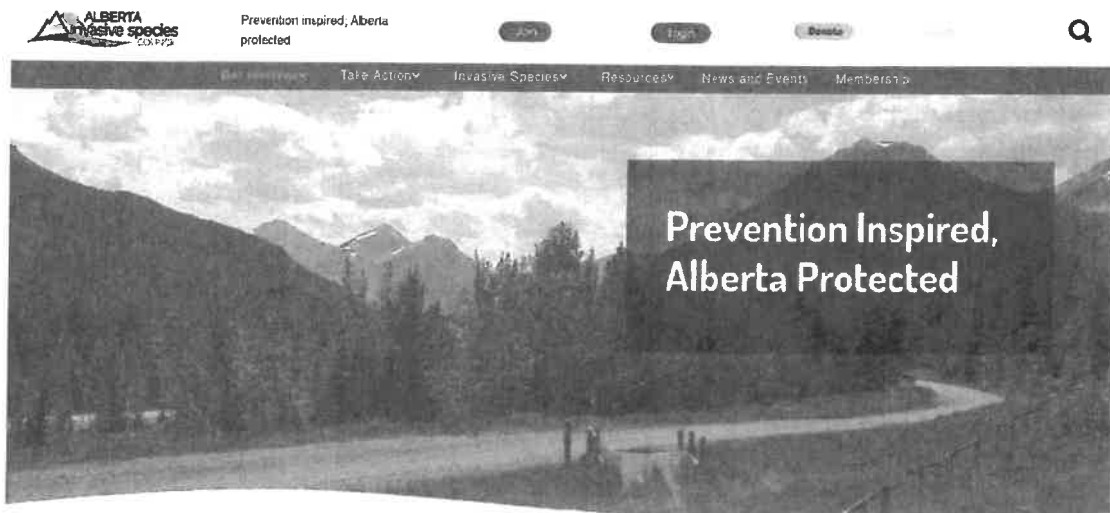 ALBERTA
invasive species
COUNCIL
Prevention inspired; Alberta
protected
Join
Login
Donate
Take Action
Invasive Species
Resources
News and Events
Membership
Prevention Inspired,
Alberta Protected